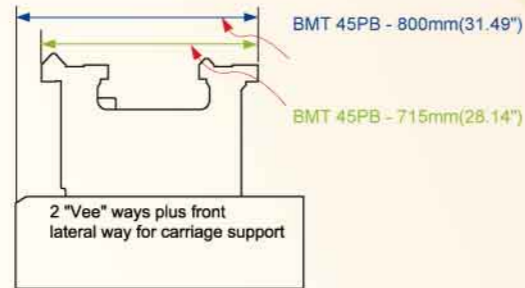 BMT 45PB - 800mm(31.49")
BMT 45PB - 715mm(28.14")
2 "Vee" ways plus front
lateral way for carriage support